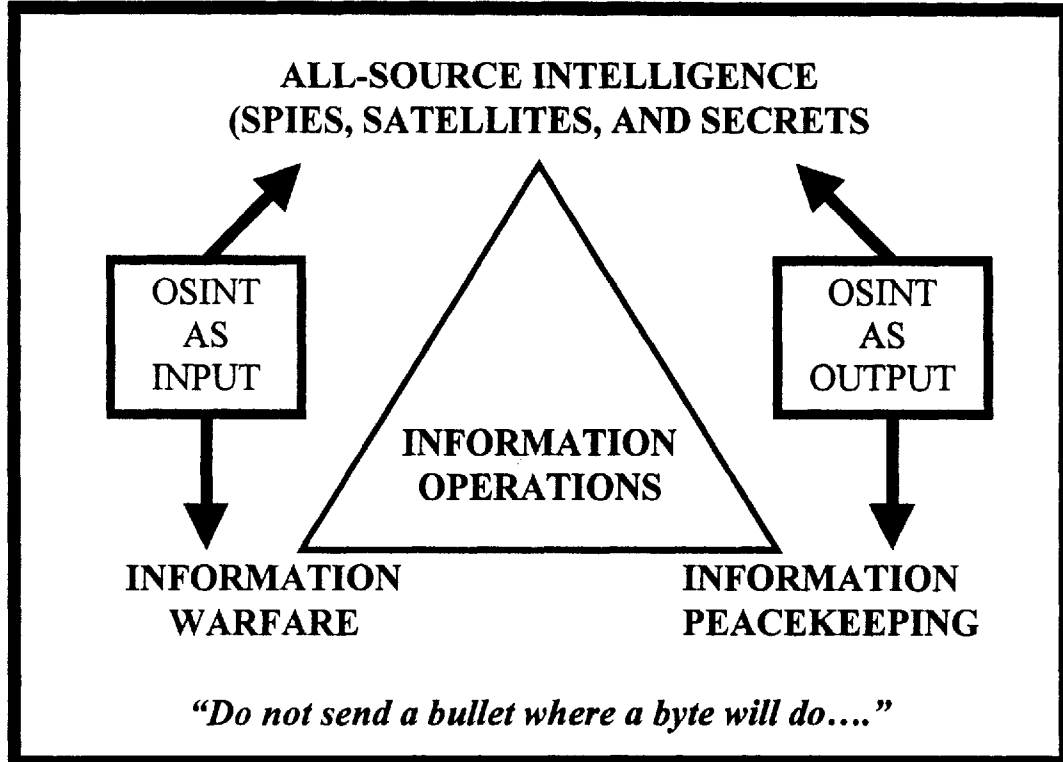 ALL-SOURCE INTELLIGENCE
(SPIES, SATELLITES, AND SECRETS
OSINT
AS
INPUT
OSINT
AS
OUTPUT
INFORMATION
OPERATIONS
INFORMATION
WARFARE
INFORMATION
PEACEKEEPING
“Do not send a bullet where a byte will do....”